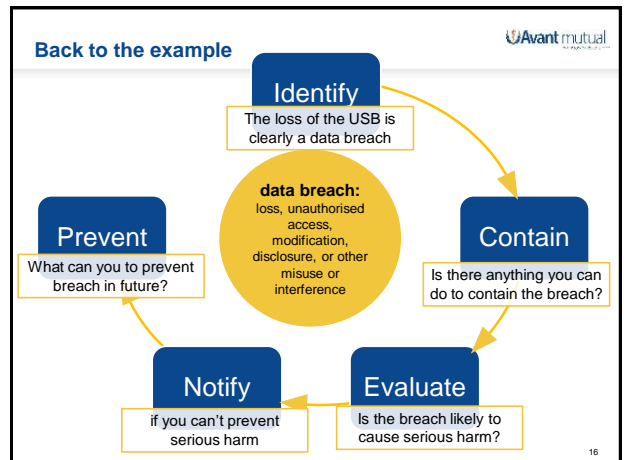 Back to the example
Avant mutual
Identify
The loss of the USB is
clearly a data breach
data breach:
loss, unauthorised
access,
modification,
disclosure, or other
misuse or
interference
Contain
Is there anything you can
do to contain the breach?
Evaluate
Is the breach likely to
cause serious harm?
Notify
if you can't prevent
serious harm
Prevent
What can you to prevent
breach in future?
16